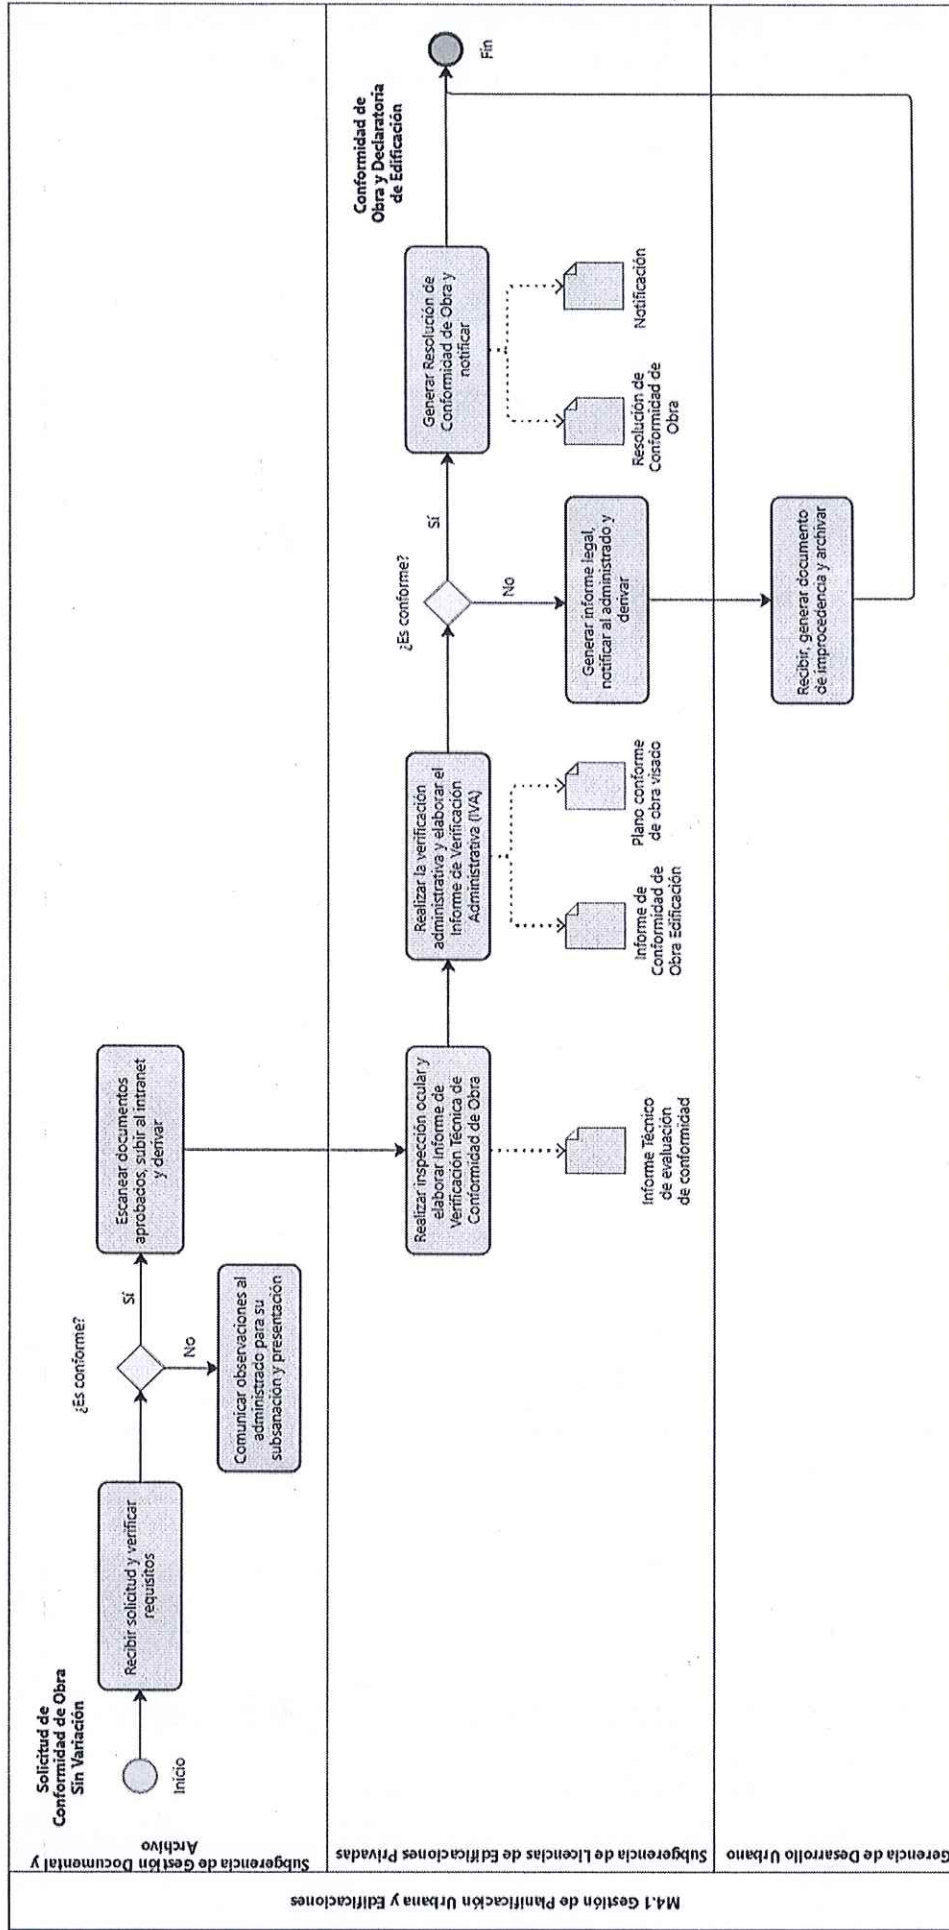 M4.1 Gestión de Planificación Urbana y Edificaciones
Subgerencia de Gestión Documental y
Archivo
Solicitud de
Conformidad de Obra
Sin Variación
Inicio
Recibir solicitud y verificar
requisitos
¿Es conforme?
Sí
No
Comunicar observaciones al
administrado para su
subsanación y presentación
Escanear documentos
aprobados, subir al intranet
y derivar
Subgerencia de Licencias de Edificaciones Privadas
Realizar inspección ocular y
elaborar Informe de
Verificación Técnica de
Conformidad de Obra
Informe Técnico
de evaluación
de conformidad
Realizar la verificación
administrativa y elaborar el
Informe de Verificación
Administrativa (IVA)
Informe de
Conformidad de
Obra Edificación
Plano conforme
de obra visado
¿Es conforme?
Sí
No
Generar informe legal,
notificar al administrado y
derivar
Generar Resolución de
Conformidad de Obra y
notificar
Resolución de
Conformidad de
Obra
Notificación
Conformidad de
Obra y Declaratoria
de Edificación
Fin
Gerencia de Desarrollo Urbano
Recibir, generar documento
de improcedencia y archivar